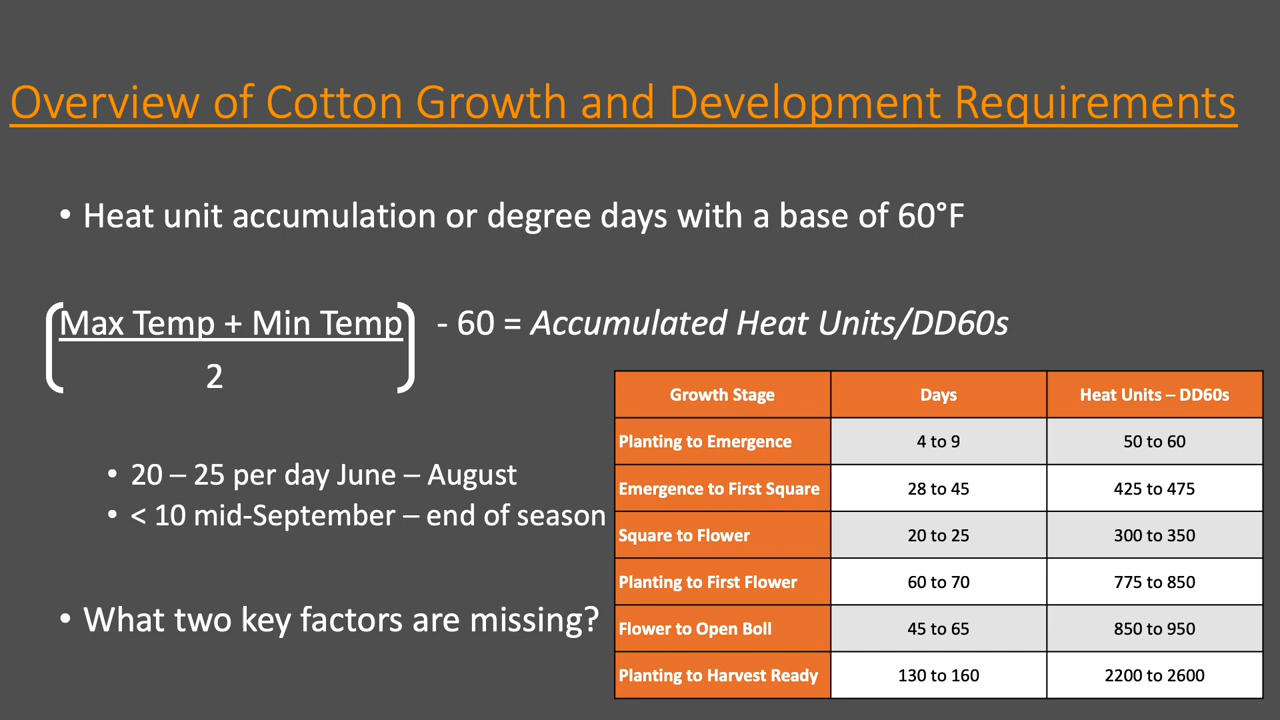 Overview of Cotton Growth and Development Requirements
• Heat unit accumulation or degree days with a base of 60°F
Max Temp + Min Temp - 60 = Accumulated Heat Units/DD60s
2
• 20 – 25 per day June – August
• < 10 mid-September – end of season
• What two key factors are missing?
Growth Stage Days Heat Units – DD60s
Planting to Emergence 4 to 9 50 to 60
Emergence to First Square 28 to 45 425 to 475
Square to Flower 20 to 25 300 to 350
Planting to First Flower 60 to 70 775 to 850
Flower to Open Boll 45 to 65 850 to 950
Planting to Harvest Ready 130 to 160 2200 to 2600